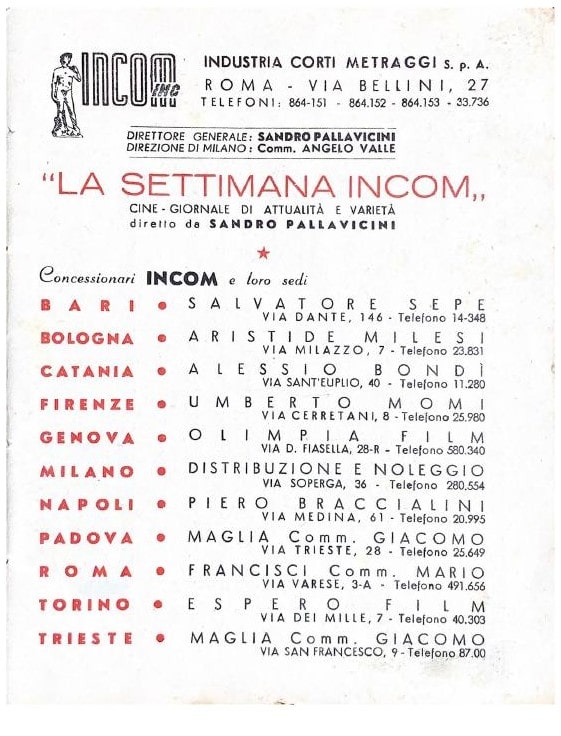 INCOM
INDUSTRIA CORTI METRAGGI S. p. A.
ROMA - VIA BELLINI, 27
TELEFONI: 864-151 - 864.152 - 864.153 - 33.736
DIRETTORE GENERALE: SANDRO PALLAVICINI
DIREZIONE DI MILANO: Comm. ANGELO VALLE
"LA SETTIMANA INCOM„
CINE - GIORNALE DI ATTUALITÀ E VARIETÀ
diretto da SANDRO PALLAVICINI
Concessionari INCOM e loro sedi
BARI • SALVATORE SEPE
VIA DANTE, 146 - Telefono 14-348
BOLOGNA • ARISTIDE MILESI
VIA MILAZZO, 7 - Telefono 23.831
CATANIA • ALESSIO BONDÌ
VIA SANT'EUPLIO, 40 - Telefono 11.280
FIRENZE • UMBERTO MOMI
VIA CERRETANI, 8 - Telefono 25.980
GENOVA • OLIMPIA FILM
VIA D. FIASELLA, 28-R - Telefono 580.340
MILANO • DISTRIBUZIONE E NOLEGGIO
VIA SOPERGA, 36 - Telefono 280.554
NAPOLI • PIERO BRACCIALINI
VIA MEDINA, 61 - Telefono 20.995
PADOVA • MAGLIA Comm. GIACOMO
VIA TRIESTE, 28 - Telefono 25.649
ROMA • FRANCISCI Comm. MARIO
VIA VARESE, 3-A - Telefono 491.656
TORINO • ESPERO FILM
VIA DEI MILLE, 7 - Telefono 40.303
TRIESTE • MAGLIA Comm. GIACOMO
VIA SAN FRANCESCO, 9 - Telefono 87.00